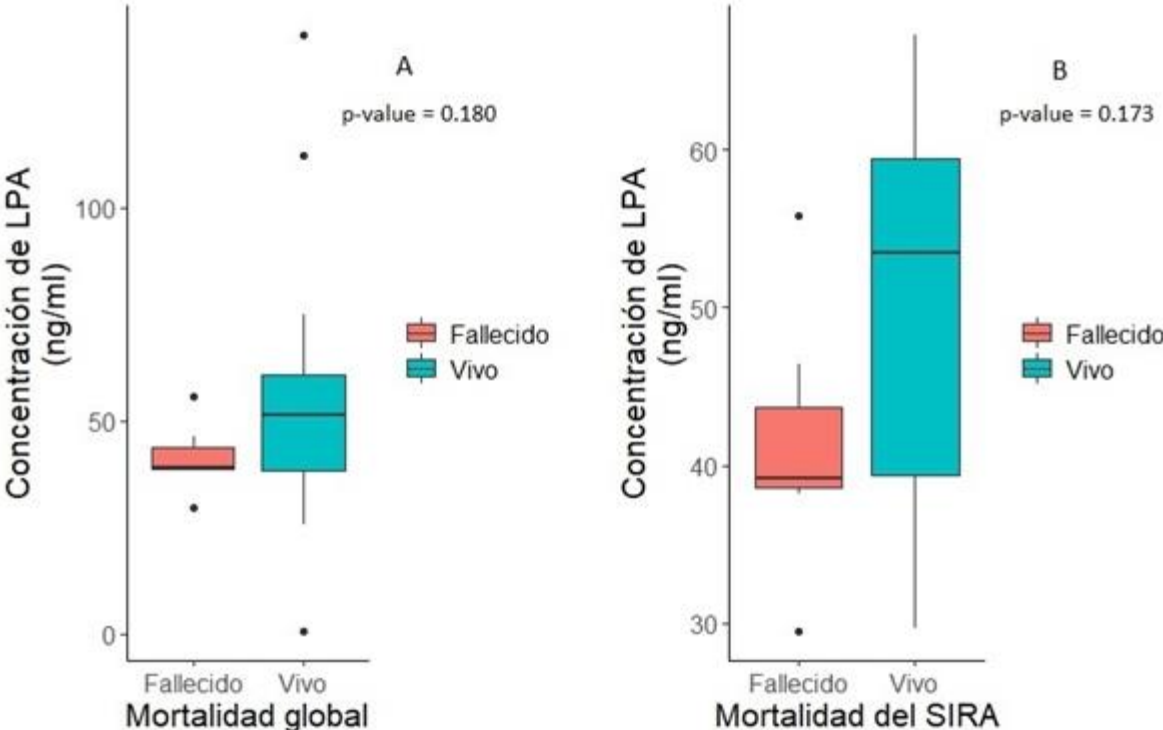 A
p-value = 0.180
Concentración de LPA
(ng/ml)
100
50
0
Fallecido
Vivo
Fallecido Vivo
Mortalidad global
B
p-value = 0.173
Concentración de LPA
(ng/ml)
60
50
40
30
Fallecido
Vivo
Fallecido Vivo
Mortalidad del SIRA